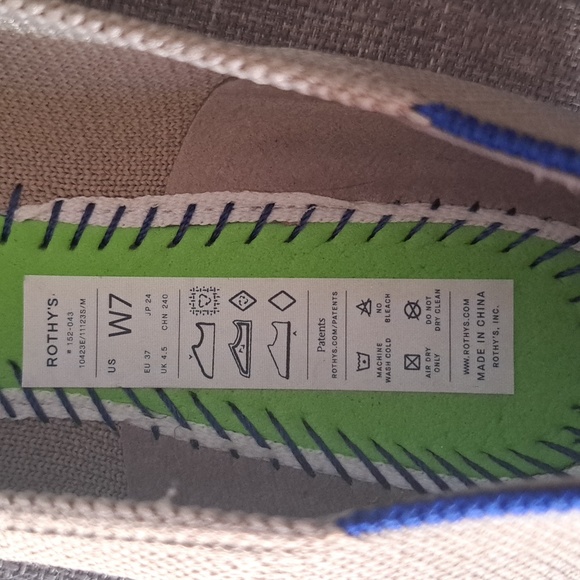 ROTHY'S
# 152-043
10423E/11123S/M
US W7
EU 37 JP 24
UK 4.5 CHN 240
Patents
ROTHYS.COM/PATENTS
MACHINE
WASH COLD
NO
BLEACH
AIR DRY
ONLY
DO NOT
DRY CLEAN
WWW.ROTHYS.COM
MADE IN CHINA
ROTHY'S, INC.